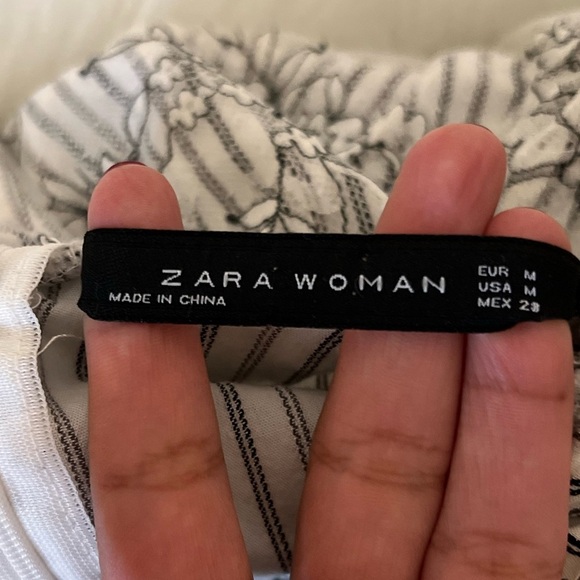 ZARA WOMAN
MADE IN CHINA
EUR M
USA M
MEX 28